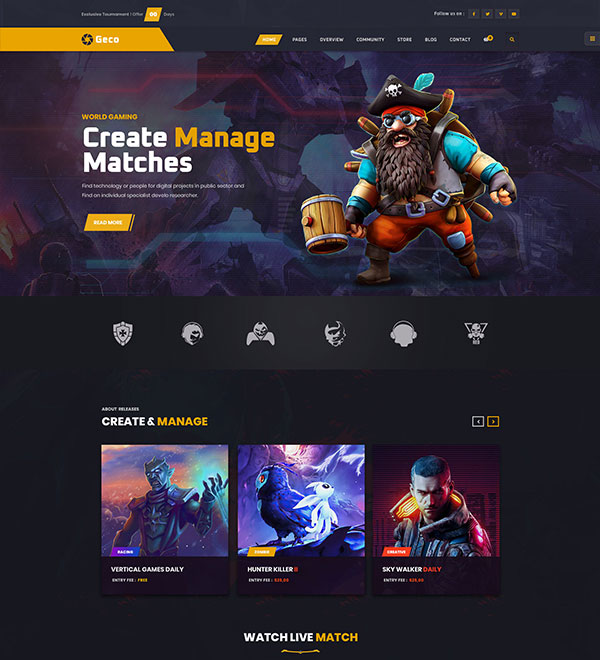 Exclusive Tournament ! Offer 00 Days
Follow us on :
Geco
HOME PAGES OVERVIEW COMMUNITY STORE BLOG CONTACT
WORLD GAMING
Create Manage
Matches
Find technology or people for digital projects in public sector and
Find an individual specialist develo researcher.
READ MORE
ABOUT RELEASES
CREATE & MANAGE
RACING
VERTICAL GAMES DAILY
ENTRY FEE : FREE
ZOMBIE
HUNTER KILLER II
ENTRY FEE : $29,00
CREATIVE
SKY WALKER DAILY
ENTRY FEE : $25,00
WATCH LIVE MATCH